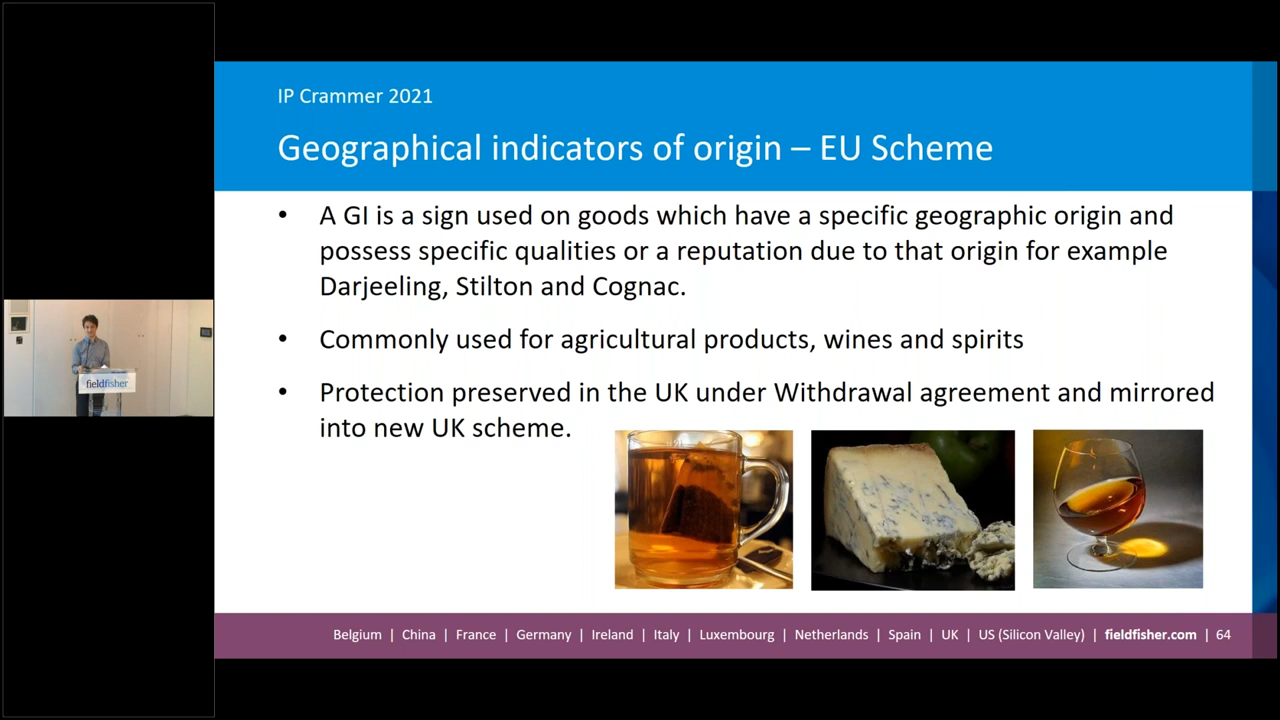 IP Crammer 2021
Geographical indicators of origin – EU Scheme
• A GI is a sign used on goods which have a specific geographic origin and
possess specific qualities or a reputation due to that origin for example
Darjeeling, Stilton and Cognac.
• Commonly used for agricultural products, wines and spirits
• Protection preserved in the UK under Withdrawal agreement and mirrored
into new UK scheme.
fieldfisher
Belgium | China | France | Germany | Ireland | Italy | Luxembourg | Netherlands | Spain | UK | US (Silicon Valley) | fieldfisher.com | 64